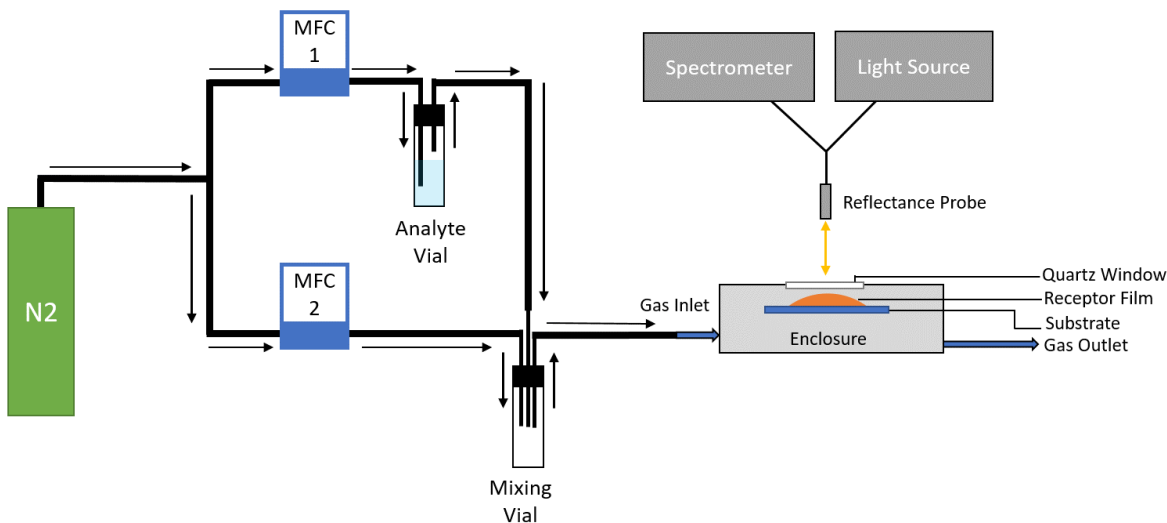 MFC
1
Spectrometer
Light Source
Analyte
Vial
Reflectance Probe
N2
MFC
2
Gas Inlet
Quartz Window
Receptor Film
Substrate
Enclosure
Gas Outlet
Mixing
Vial